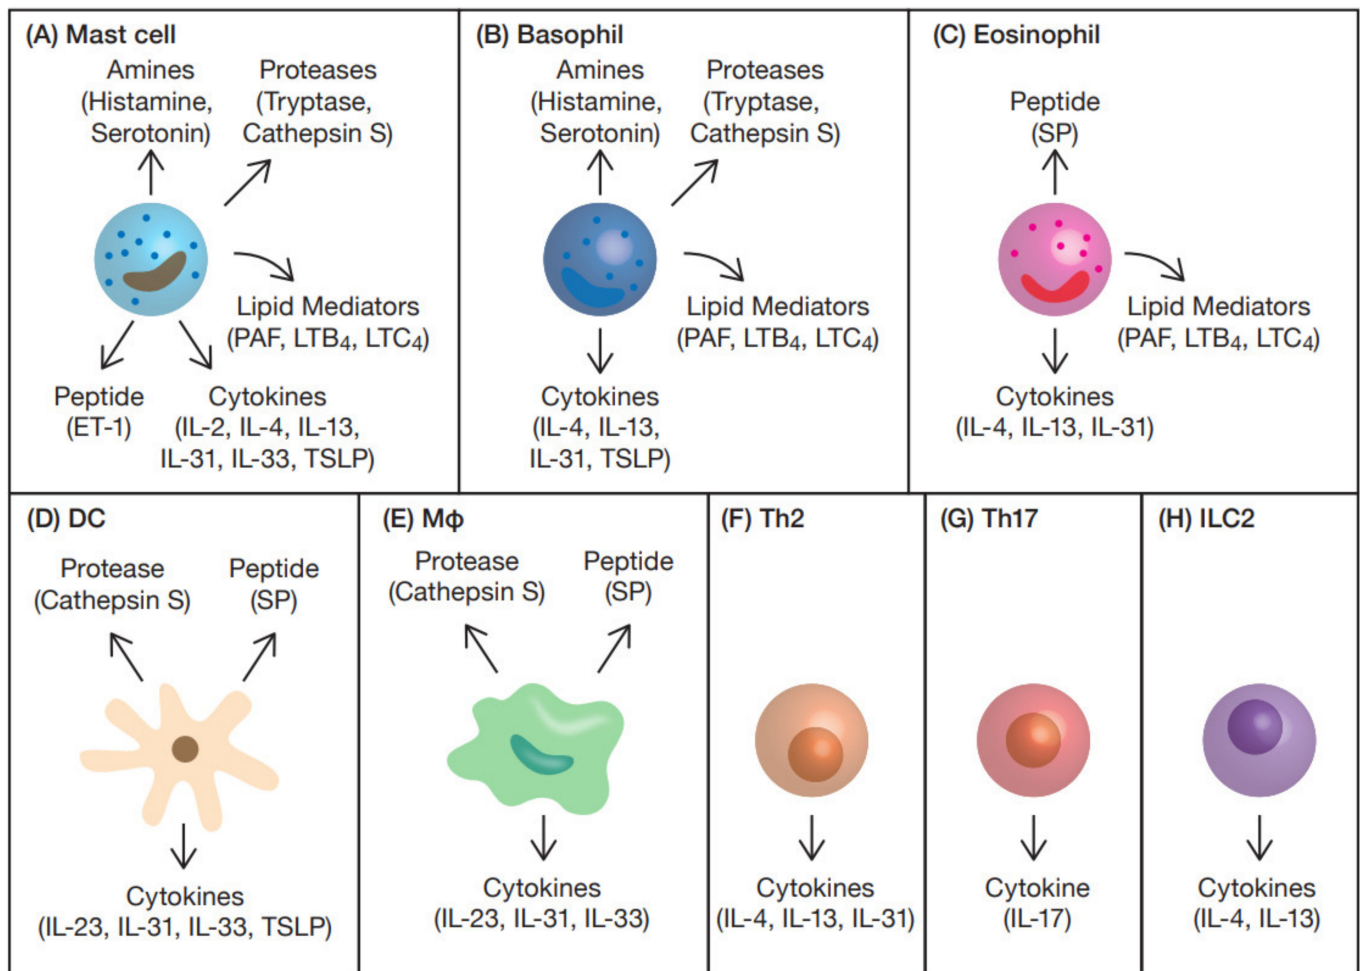 (A) Mast cell
Amines
(Histamine,
Serotonin)
Proteases
(Tryptase,
Cathepsin S)
Lipid Mediators
(PAF, LTB₄, LTC₄)
Peptide
(ET-1)
Cytokines
(IL-2, IL-4, IL-13,
IL-31, IL-33, TSLP)
(B) Basophil
Amines
(Histamine,
Serotonin)
Proteases
(Tryptase,
Cathepsin S)
Lipid Mediators
(PAF, LTB₄, LTC₄)
Cytokines
(IL-4, IL-13,
IL-31, TSLP)
(C) Eosinophil
Peptide
(SP)
Lipid Mediators
(PAF, LTB₄, LTC₄)
Cytokines
(IL-4, IL-13, IL-31)
(D) DC
Protease
(Cathepsin S)
Peptide
(SP)
Cytokines
(IL-23, IL-31, IL-33, TSLP)
(E) Mϕ
Protease
(Cathepsin S)
Peptide
(SP)
Cytokines
(IL-23, IL-31, IL-33)
(F) Th2
Cytokines
(IL-4, IL-13, IL-31)
(G) Th17
Cytokine
(IL-17)
(H) ILC2
Cytokines
(IL-4, IL-13)